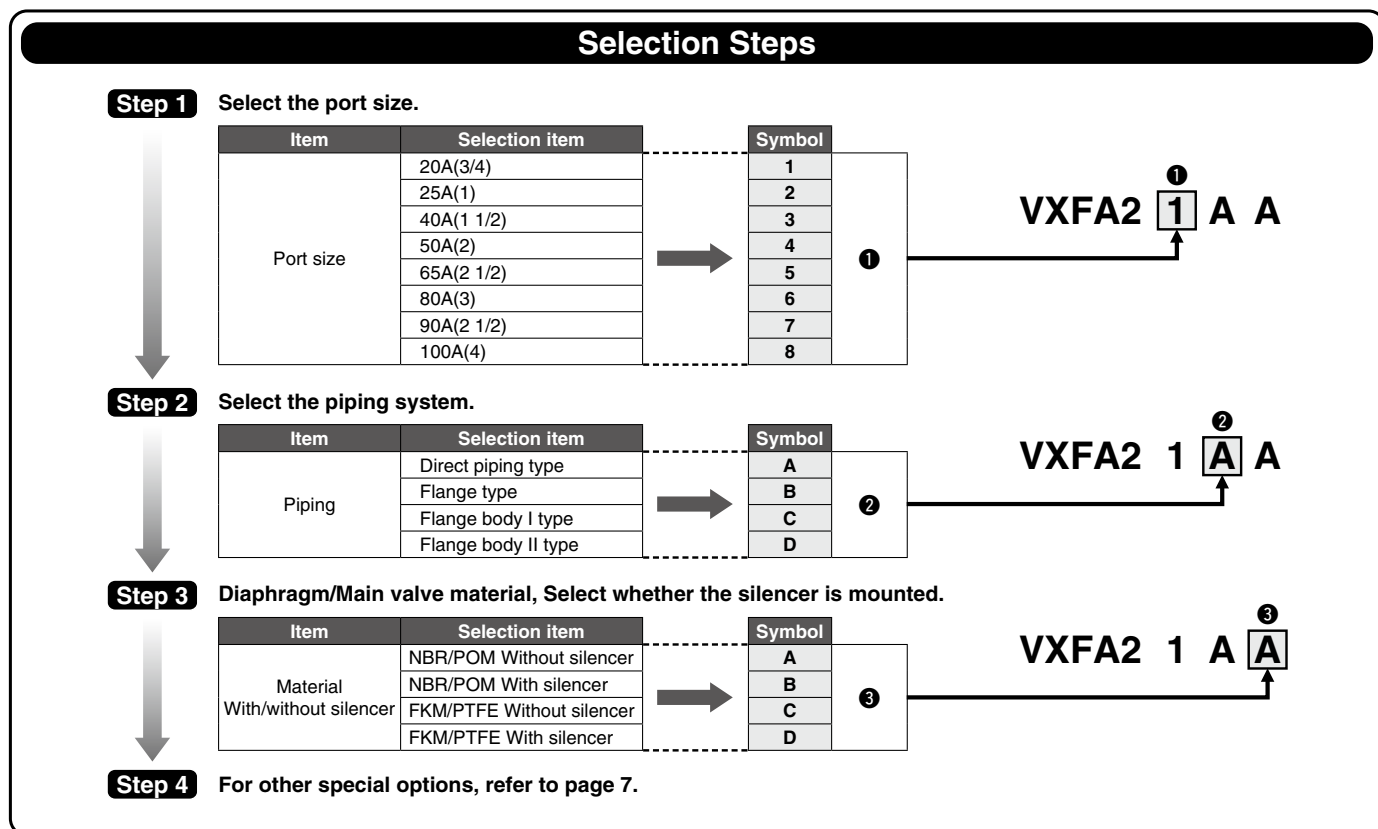 Selection Steps
Step 1 Select the port size.
Item Selection item Symbol
Port size
20A(3/4) 1
25A(1) 2
40A(1 1/2) 3
50A(2) 4
65A(2 1/2) 5
80A(3) 6
90A(2 1/2) 7
100A(4) 8
❶
❶
VXFA2 1 A A
Step 2 Select the piping system.
Item Selection item Symbol
Piping
Direct piping type A
Flange type B
Flange body I type C
Flange body II type D
❷
❷
VXFA2 1 A A
Step 3 Diaphragm/Main valve material, Select whether the silencer is mounted.
Item Selection item Symbol
Material
With/without silencer
NBR/POM Without silencer A
NBR/POM With silencer B
FKM/PTFE Without silencer C
FKM/PTFE With silencer D
❸
❸
VXFA2 1 A A
Step 4 For other special options, refer to page 7.